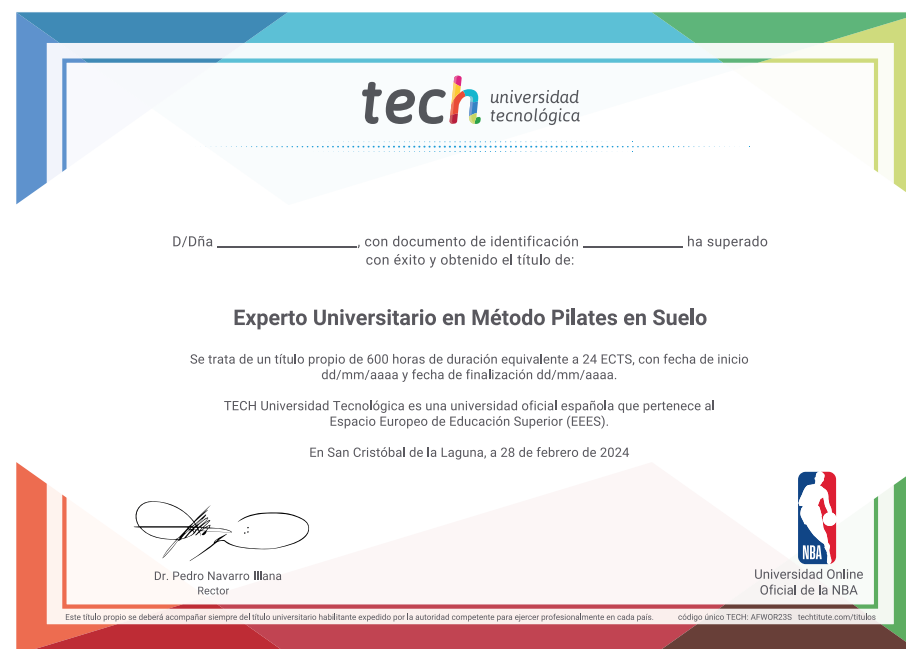 tech universidad
tecnológica
D/Dña ______________, con documento de identificación __________ ha superado
con éxito y obtenido el título de:
Experto Universitario en Método Pilates en Suelo
Se trata de un título propio de 600 horas de duración equivalente a 24 ECTS, con fecha de inicio
dd/mm/aaaa y fecha de finalización dd/mm/aaaa.
TECH Universidad Tecnológica es una universidad oficial española que pertenece al
Espacio Europeo de Educación Superior (EEES).
En San Cristóbal de la Laguna, a 28 de febrero de 2024
Dr. Pedro Navarro Illana
Rector
NBA
Universidad Online
Oficial de la NBA
Este título propio se deberá acompañar siempre del título universitario habilitante expedido por la autoridad competente para ejercer profesionalmente en cada país.
código único TECH: AFWOR23S techtitute.com/titulos